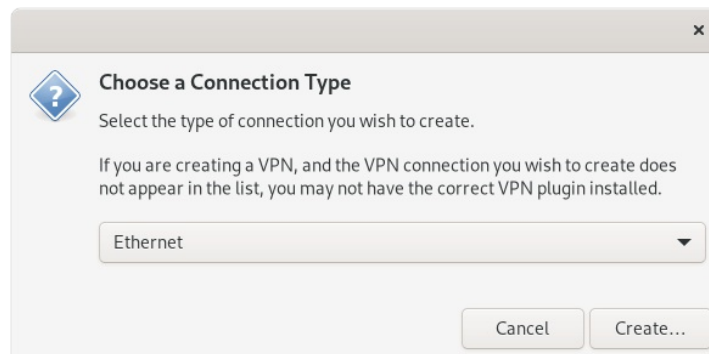 Choose a Connection Type
Select the type of connection you wish to create.
If you are creating a VPN, and the VPN connection you wish to create does
not appear in the list, you may not have the correct VPN plugin installed.
Ethernet
Cancel
Create...